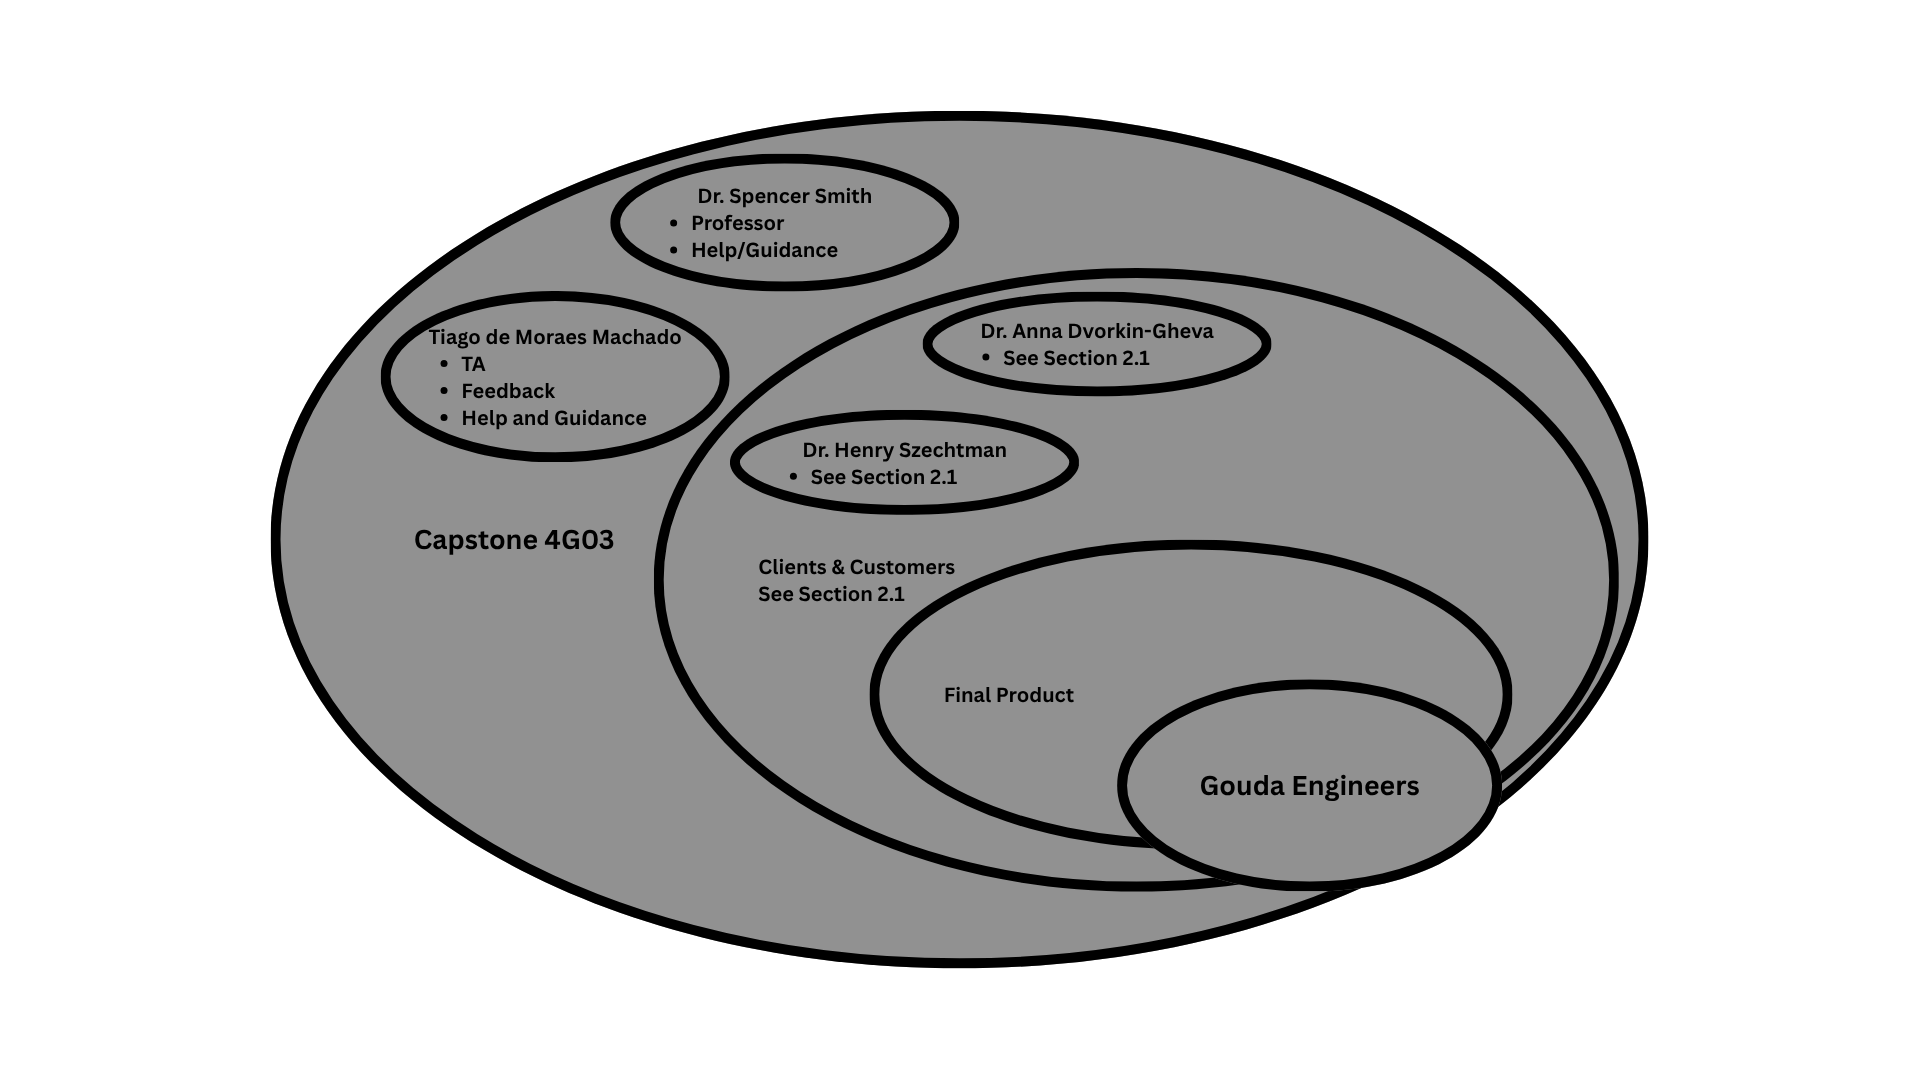 Dr. Spencer Smith
• Professor
• Help/Guidance
Tiago de Moraes Machado
• TA
• Feedback
• Help and Guidance
Dr. Anna Dvorkin-Gheva
• See Section 2.1
Dr. Henry Szechtman
• See Section 2.1
Capstone 4G03
Clients & Customers
See Section 2.1
Final Product
Gouda Engineers